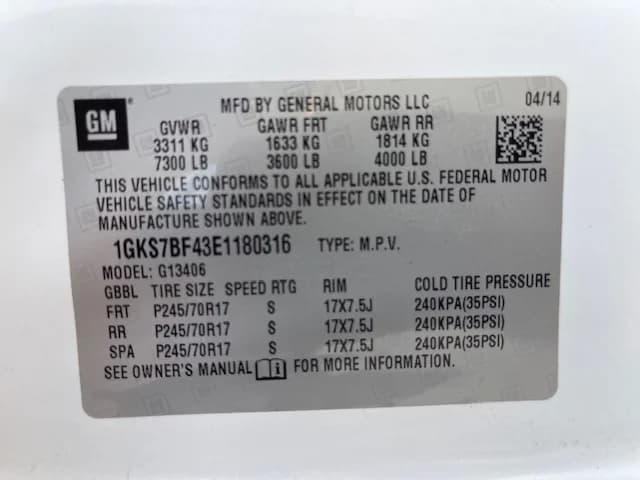 GM
MFD BY GENERAL MOTORS LLC 04/14
GVWR GAWR FRT GAWR RR
3311 KG 1633 KG 1814 KG
7300 LB 3600 LB 4000 LB
THIS VEHICLE CONFORMS TO ALL APPLICABLE U.S. FEDERAL MOTOR
VEHICLE SAFETY STANDARDS IN EFFECT ON THE DATE OF
MANUFACTURE SHOWN ABOVE.
1GKS7BF43E1180316 TYPE: M.P.V.
MODEL: G13406
GBBL TIRE SIZE SPEED RTG RIM COLD TIRE PRESSURE
FRT P245/70R17 S 17X7.5J 240KPA(35PSI)
RR P245/70R17 S 17X7.5J 240KPA(35PSI)
SPA P245/70R17 S 17X7.5J 240KPA(35PSI)
SEE OWNER'S MANUAL FOR MORE INFORMATION.